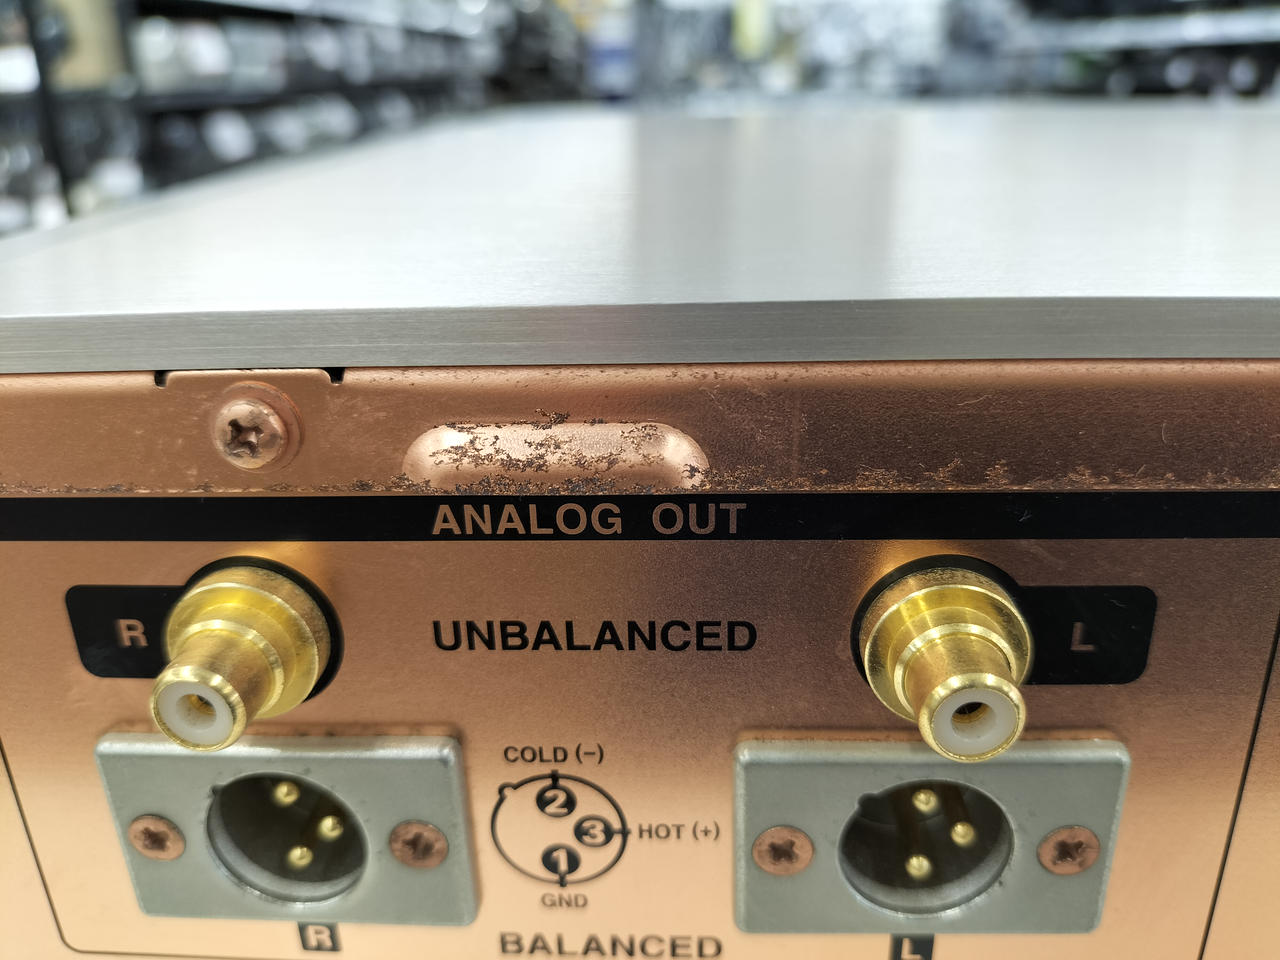 ANALOG OUT
R
UNBALANCED
L
COLD (−)
2
3
HOT (+)
1
GND
R
BALANCED
L